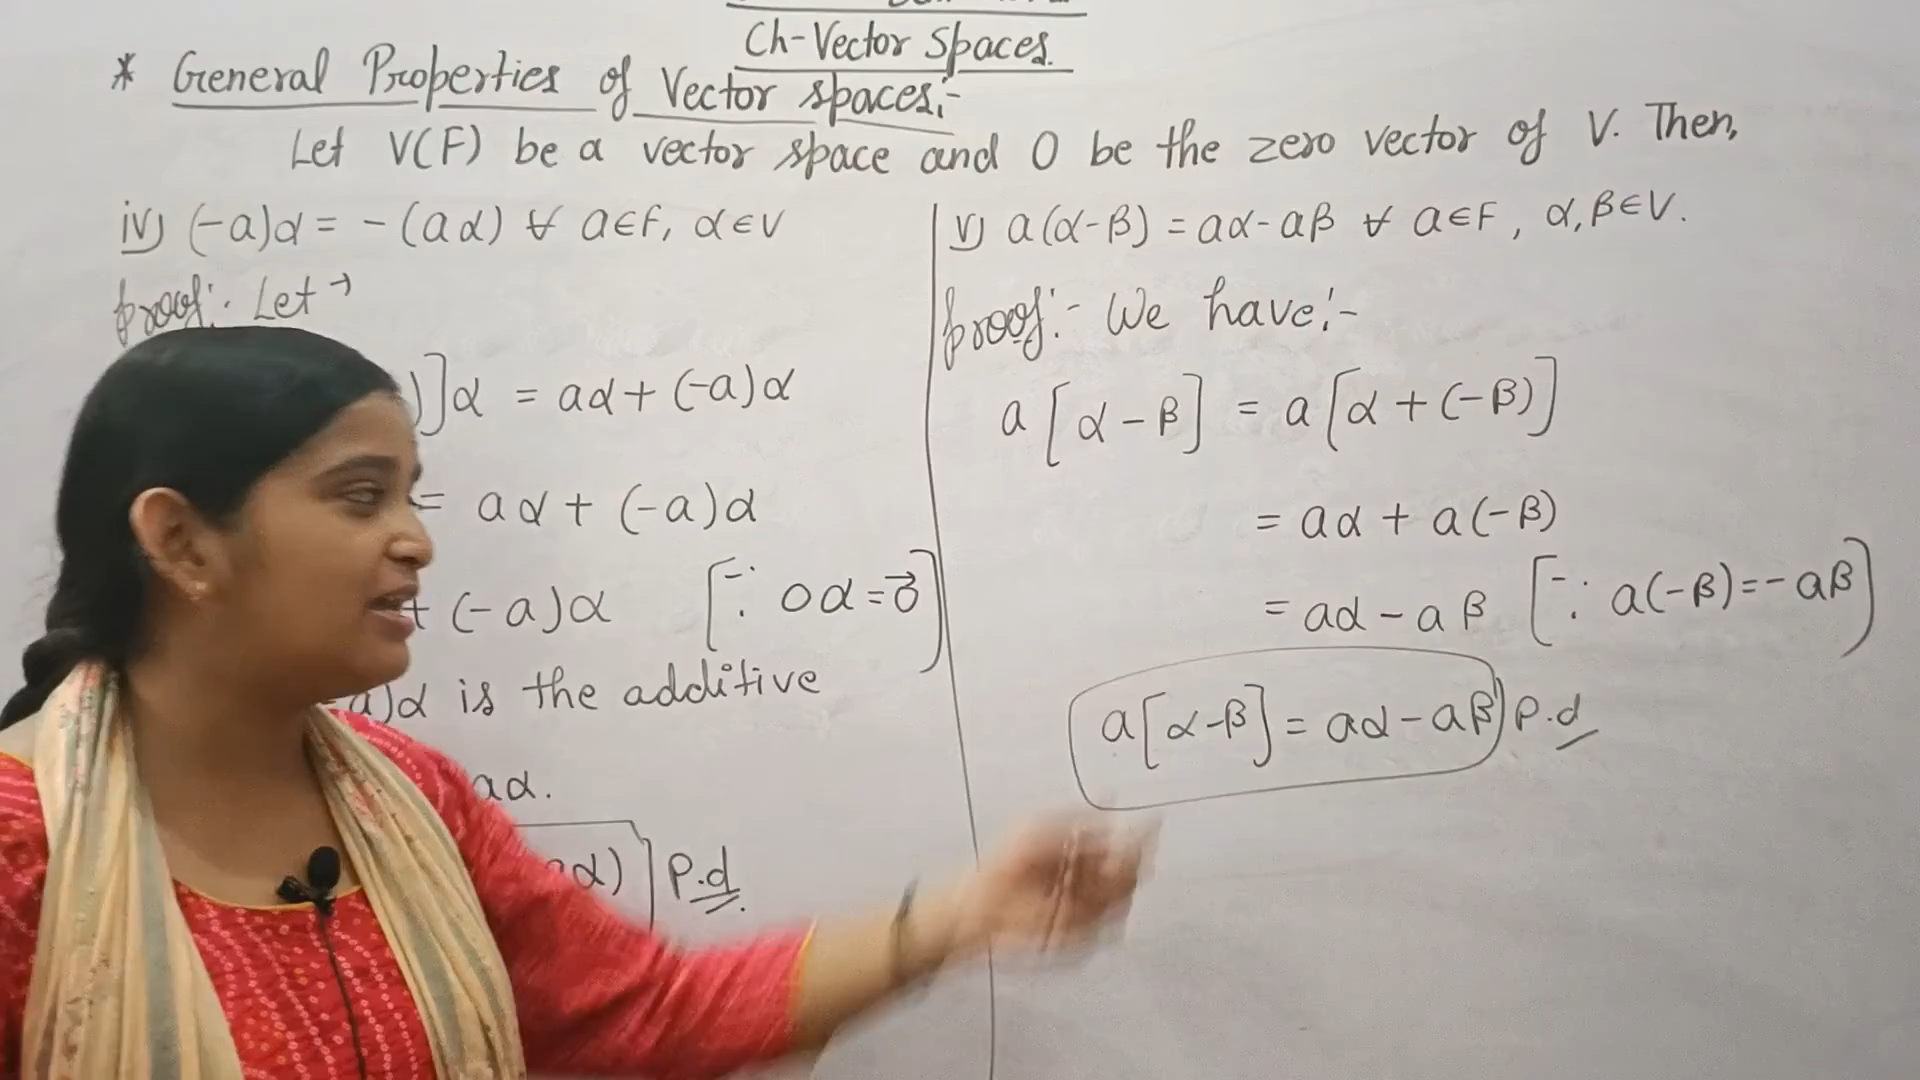 Ch-Vector Spaces.
* General Properties of Vector spaces:-
Let V(F) be a vector space and 0 be the zero vector of V. Then,
iv) (-a)α = -(aα) ∀ a∈F, α∈V
proof:. Let →
)]α = aα+(-a)α
= aα + (-a)α
+ (-a)α [∵ 0α = 0⃗]
a)α is the additive
aα.
α) P.d
v) a(α-β) = aα-aβ ∀ a∈F, α,β∈V.
proof:- We have:-
a[α-β] = a[α+(-β)]
= aα + a(-β)
= aα - aβ [∵ a(-β) = -aβ]
a[α-β] = aα-aβ P.d